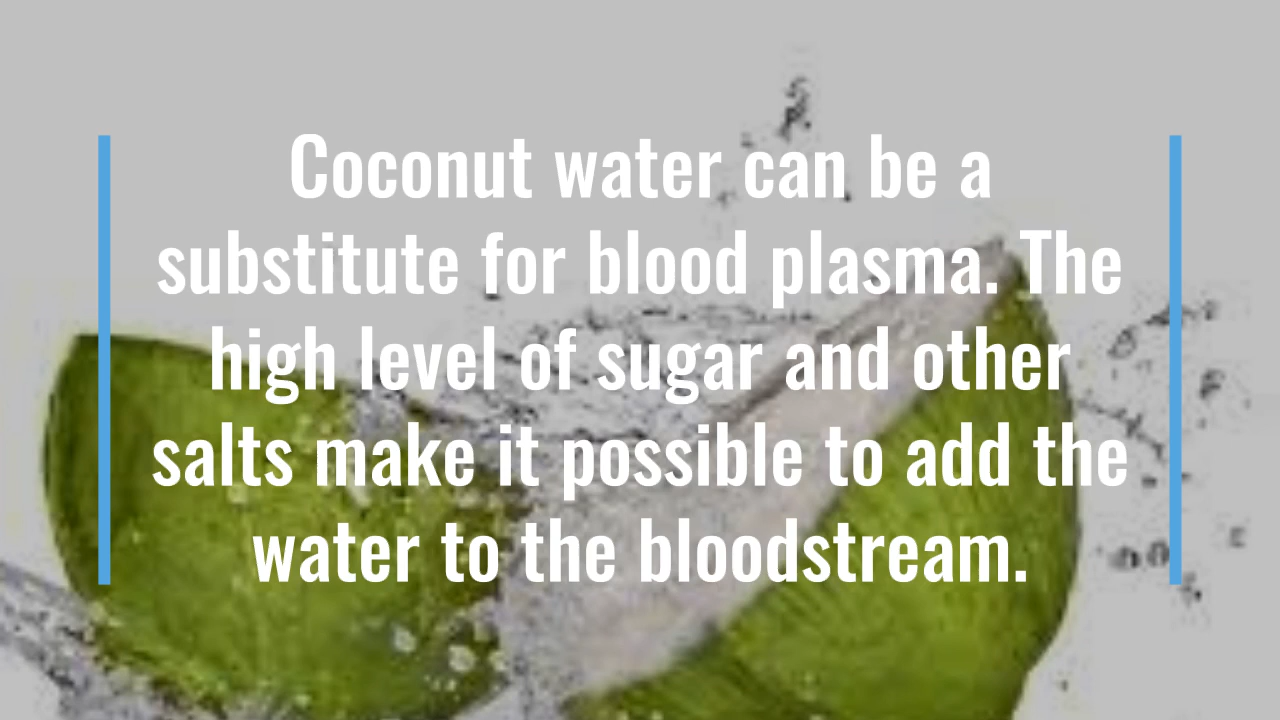 Coconut water can be a
substitute for blood plasma. The
high level of sugar and other
salts make it possible to add the
water to the bloodstream.